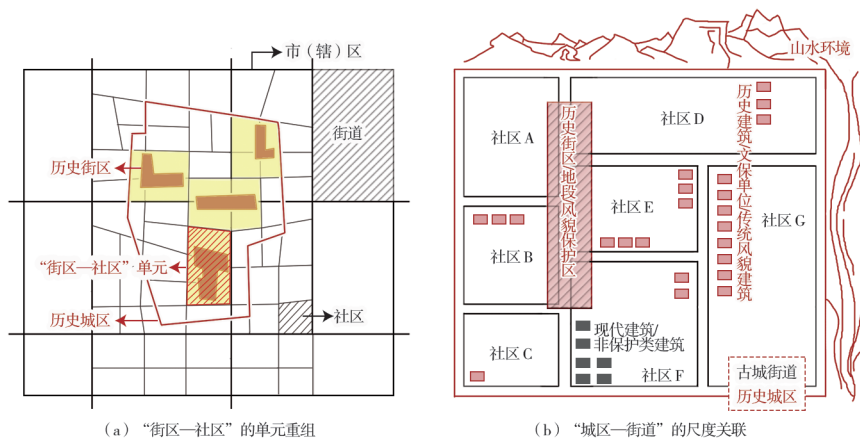 市（辖）区
街道
历史街区
“街区—社区”单元
历史城区
社区
（a）“街区—社区”的单元重组
山水环境
社区 A
社区 D
历史街区/地段/风貌保护区
历史建筑/文保单位/传统风貌建筑
社区 E
社区 G
社区 B
社区 C
现代建筑/
非保护类建筑
社区 F
古城街道
历史城区
（b）“城区—街道”的尺度关联